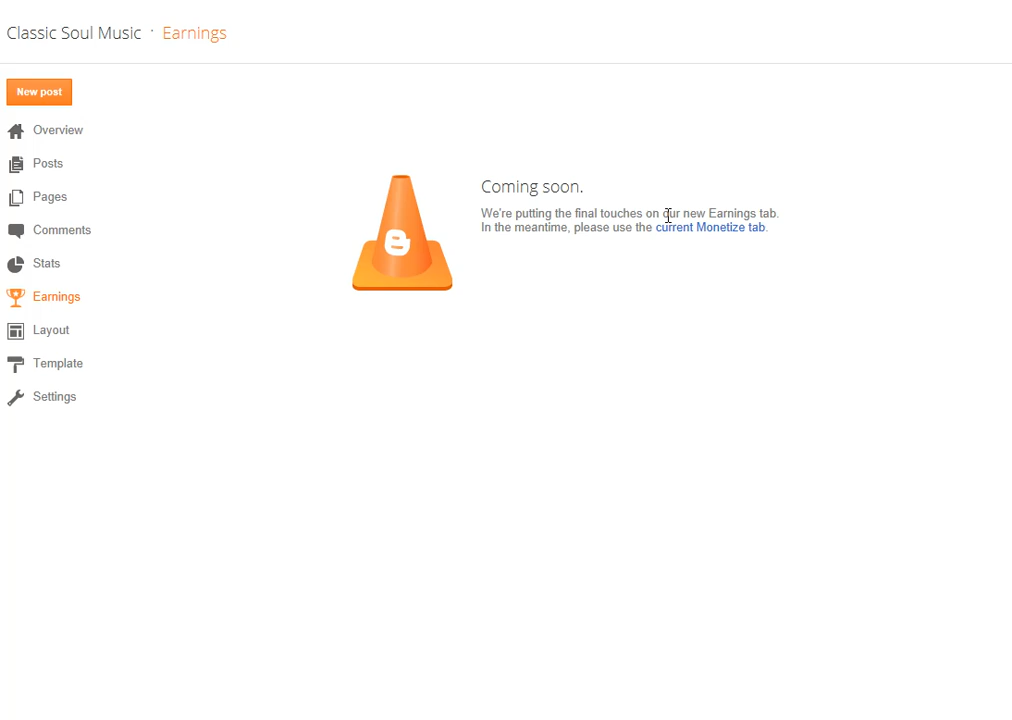 Classic Soul Music · Earnings
New post
Overview
Posts
Pages
Comments
Stats
Earnings
Layout
Template
Settings
Coming soon.
We're putting the final touches on our new Earnings tab.
In the meantime, please use the current Monetize tab.